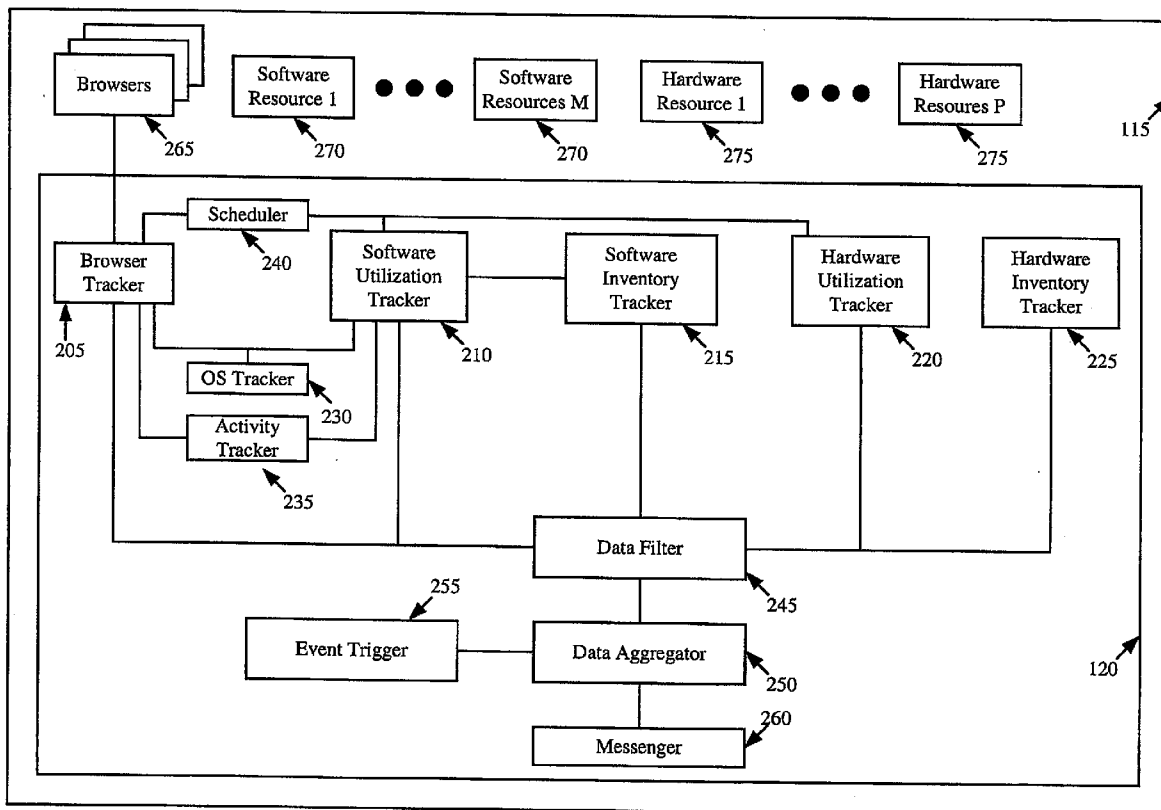 Browsers
265
Software
Resource 1
270
Software
Resources M
270
Hardware
Resource 1
275
Hardware
Resoures P
275
115
Scheduler
240
Browser
Tracker
205
Software
Utilization
Tracker
210
Software
Inventory
Tracker
215
Hardware
Utilization
Tracker
220
Hardware
Inventory
Tracker
225
OS Tracker
230
Activity
Tracker
235
Data Filter
245
255
Event Trigger
Data Aggregator
250
120
260
Messenger